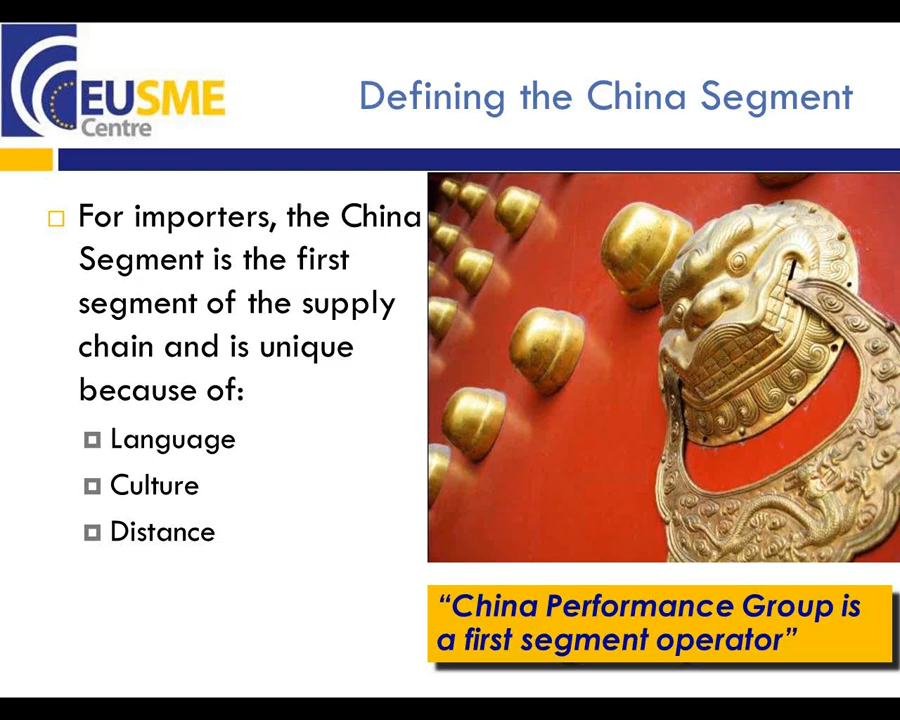 EUSME
Centre
Defining the China Segment
For importers, the China
Segment is the first
segment of the supply
chain and is unique
because of:
Language
Culture
Distance
“China Performance Group is
a first segment operator”